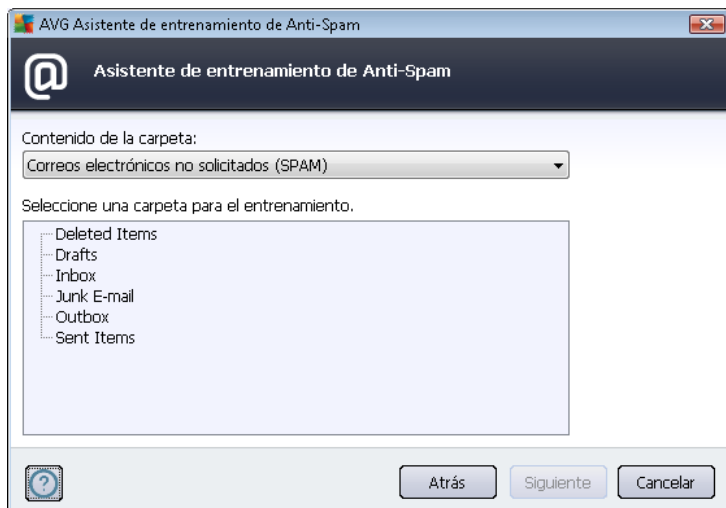 AVG Asistente de entrenamiento de Anti-Spam
Asistente de entrenamiento de Anti-Spam
Contenido de la carpeta:
Correos electrónicos no solicitados (SPAM)
Seleccione una carpeta para el entrenamiento.
Deleted Items
Drafts
Inbox
Junk E-mail
Outbox
Sent Items
Atrás Siguiente Cancelar